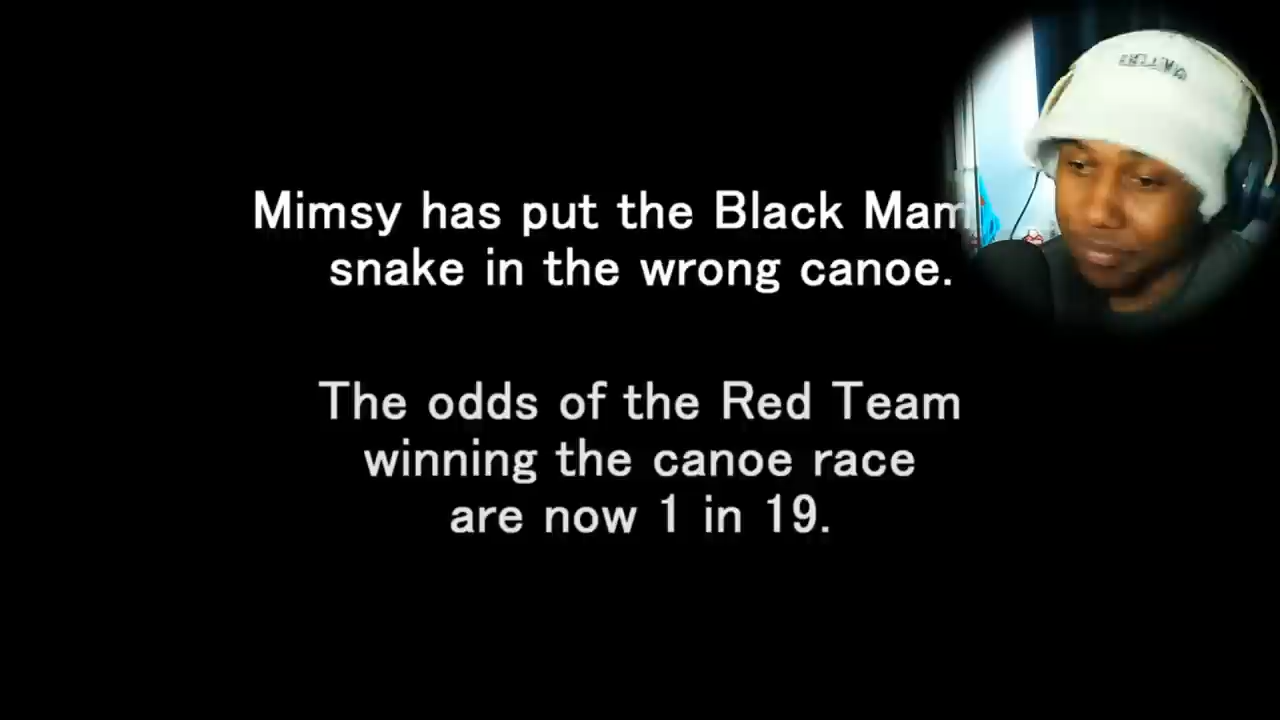 Mimsy has put the Black Mam
snake in the wrong canoe.
The odds of the Red Team
winning the canoe race
are now 1 in 19.